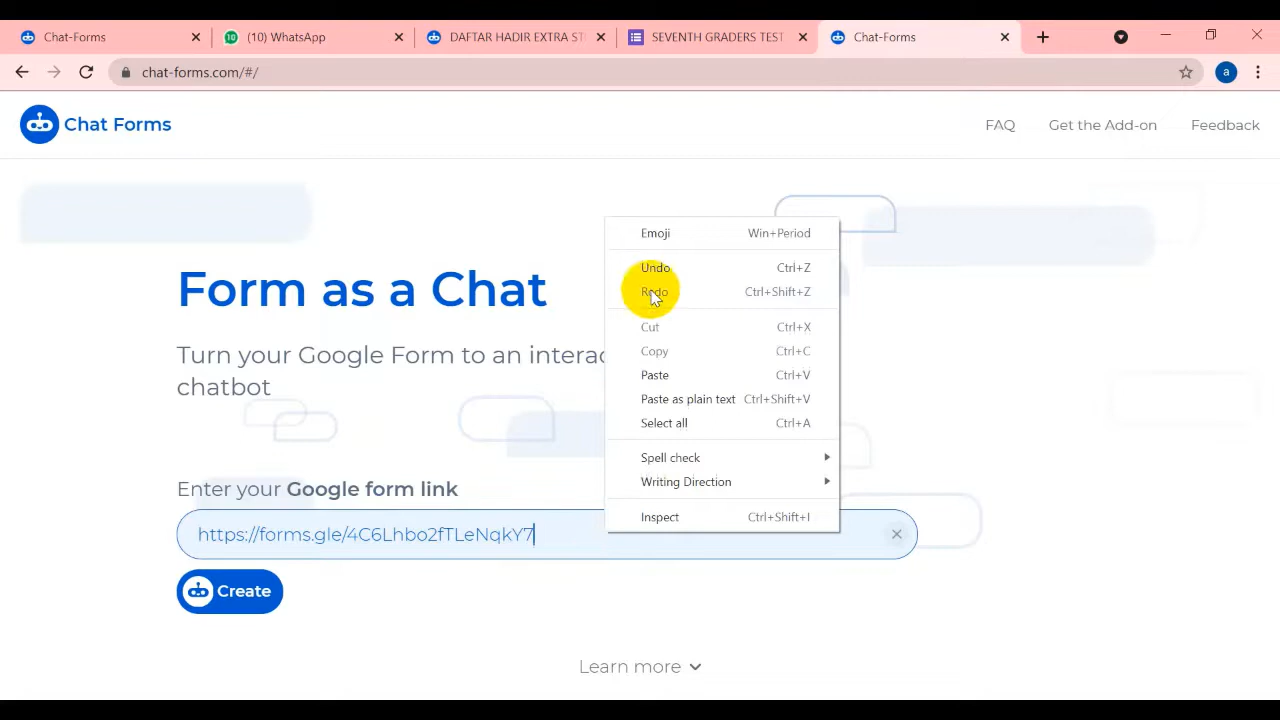 Chat-Forms
(10) WhatsApp
DAFTAR HADIR EXTRA ST
SEVENTH GRADERS TEST
Chat-Forms
chat-forms.com/#/
a
Chat Forms
FAQ
Get the Add-on
Feedback
Form as a Chat
Turn your Google Form to an intera
chatbot
Emoji Win+Period
Undo Ctrl+Z
Redo Ctrl+Shift+Z
Cut Ctrl+X
Copy Ctrl+C
Paste Ctrl+V
Paste as plain text Ctrl+Shift+V
Select all Ctrl+A
Spell check
Writing Direction
Inspect Ctrl+Shift+I
Enter your Google form link
https://forms.gle/4C6Lhbo2fTLeNqkY7
Create
Learn more